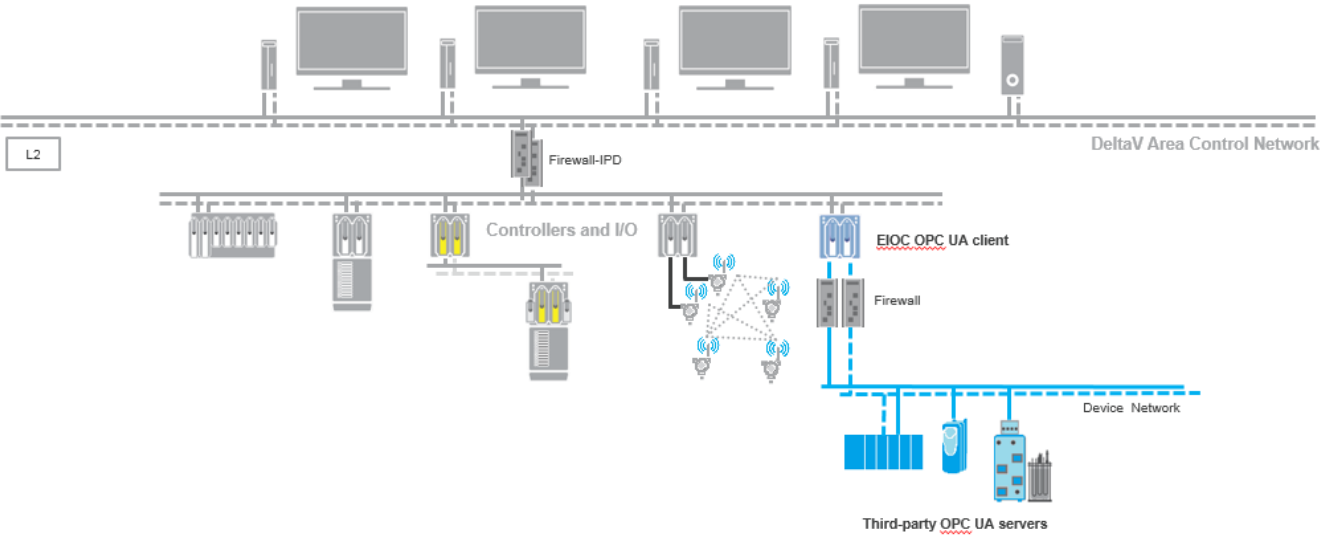 DeltaV Area Control Network
L2
Firewall-IPD
Controllers and I/O
EIOC OPC UA client
Firewall
Device Network
Third-party OPC UA servers